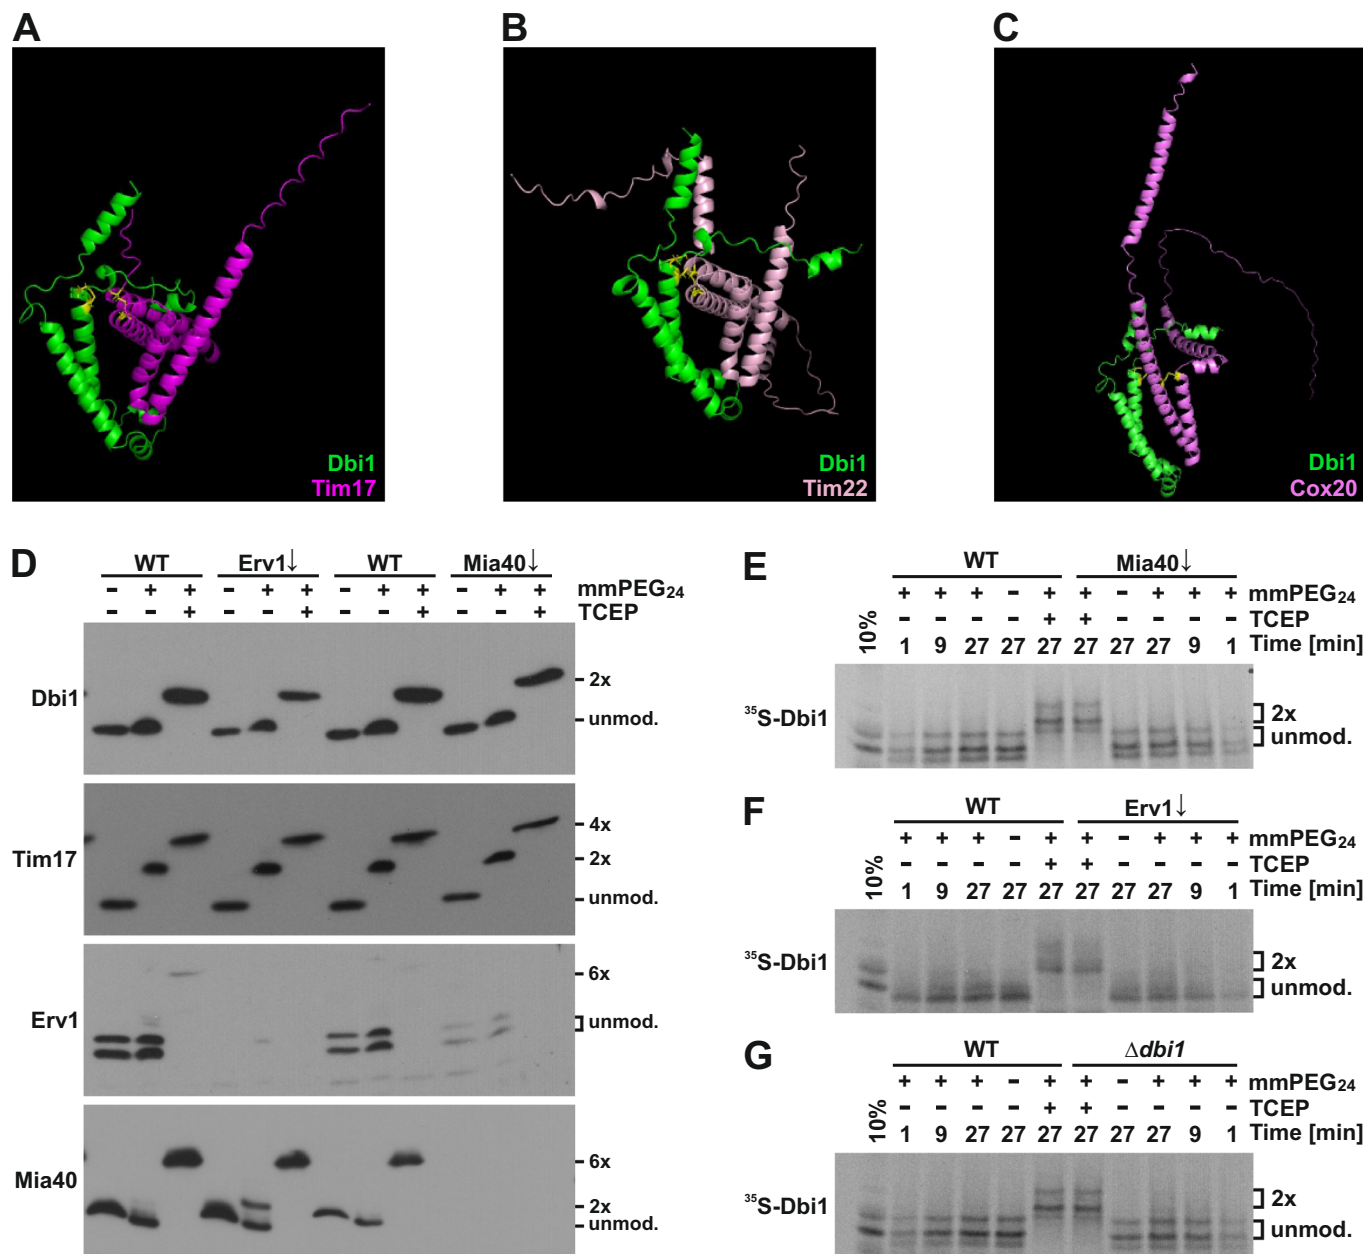 A
B
C
Dbi1
Tim17
Dbi1
Tim22
Dbi1
Cox20
D
WT Erv1↓ WT Mia40↓
- + + - + + - + + - + + mmPEG24
- - + - - + - - + - - + TCEP
Dbi1
2x
unmod.
Tim17
4x
2x
unmod.
Erv1
6x
unmod.
Mia40
6x
2x
unmod.
E
WT Mia40↓
+ + + - + + - + + + mmPEG24
- - - - + + - - - - TCEP
10% 1 9 27 27 27 27 27 27 9 1 Time [min]
35S-Dbi1
2x
unmod.
F
WT Erv1↓
+ + + - + + - + + + mmPEG24
- - - - + + - - - - TCEP
10% 1 9 27 27 27 27 27 27 9 1 Time [min]
35S-Dbi1
2x
unmod.
G
WT Δdbi1
+ + + - + + - + + + mmPEG24
- - - - + + - - - - TCEP
10% 1 9 27 27 27 27 27 27 9 1 Time [min]
35S-Dbi1
2x
unmod.